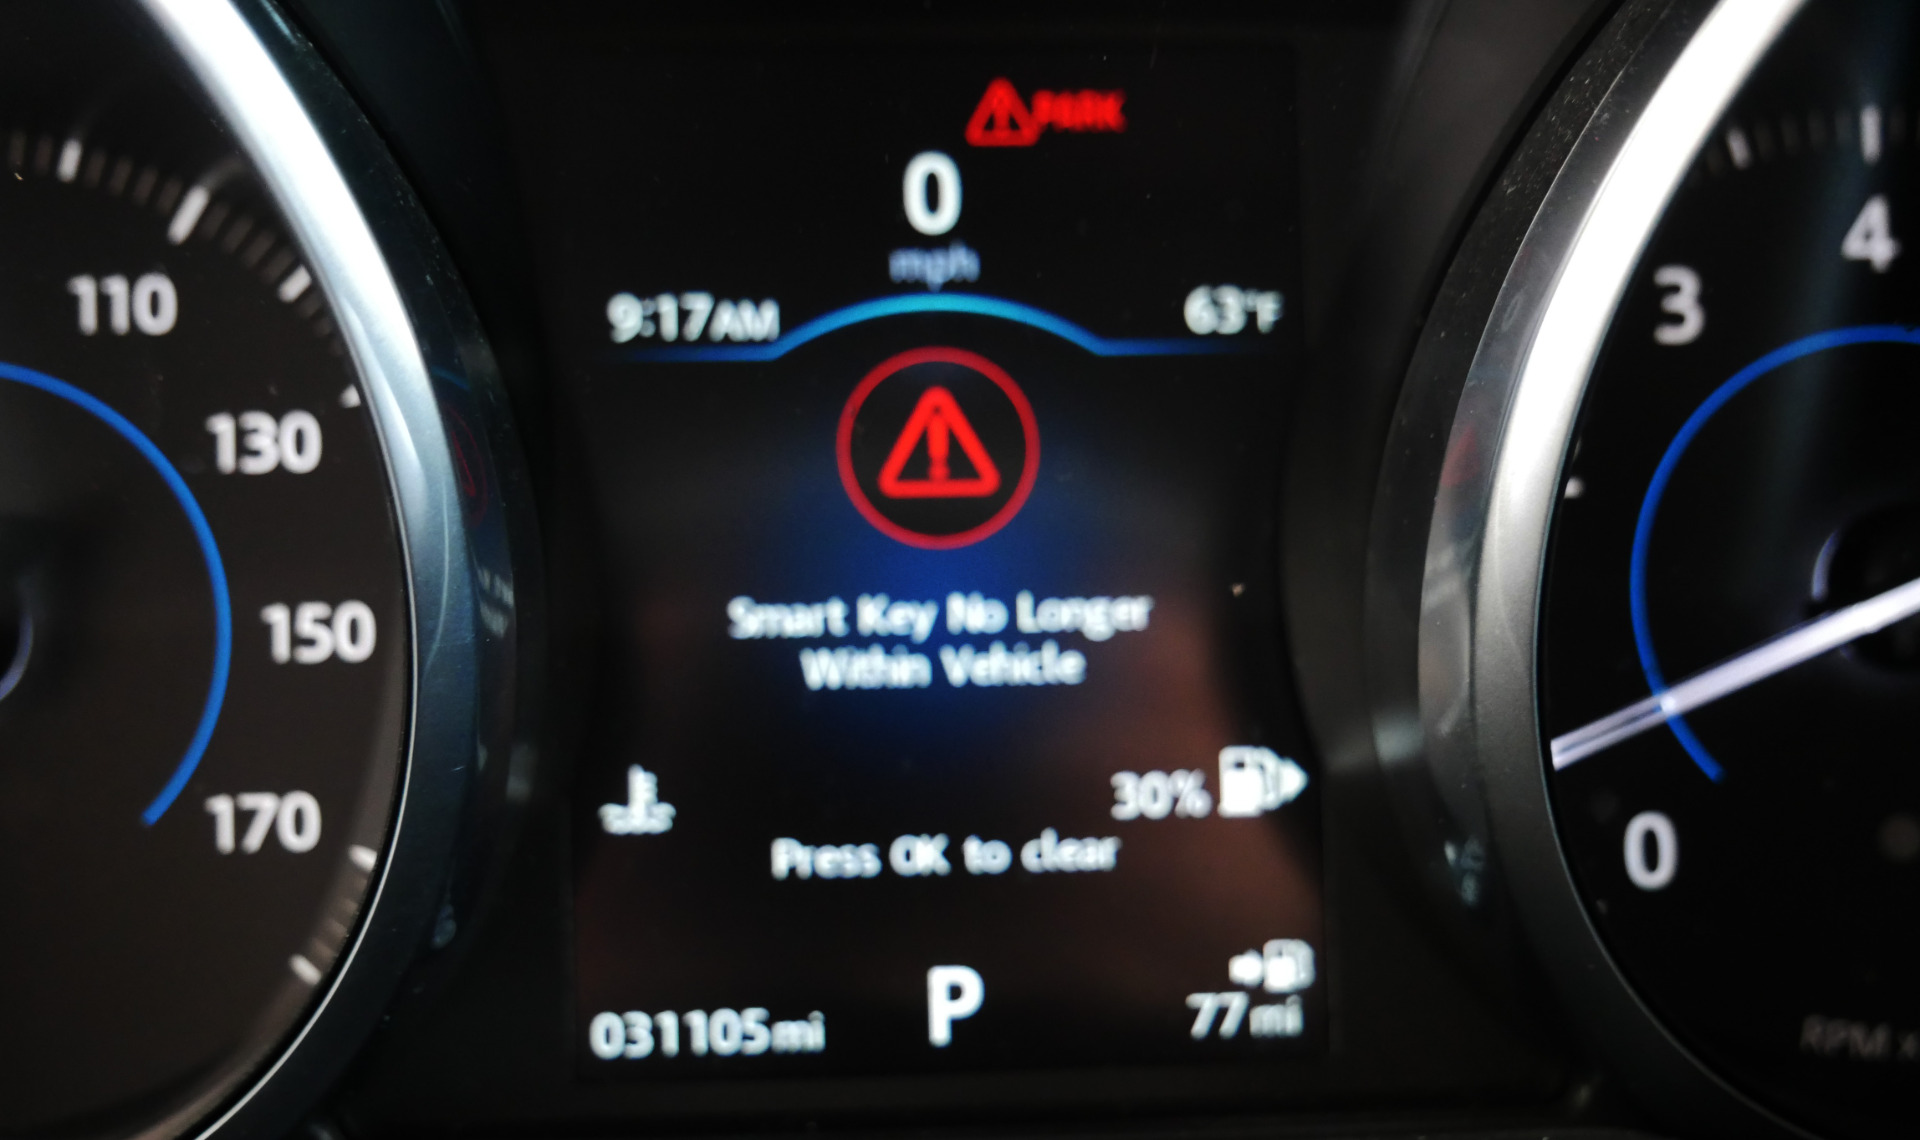 PARK
0
mph
9:17AM 63°F
Smart Key No Longer
Within Vehicle
30%
Press OK to clear
P
031105mi 77mi
110
130
150
170
4
3
0
RPM x